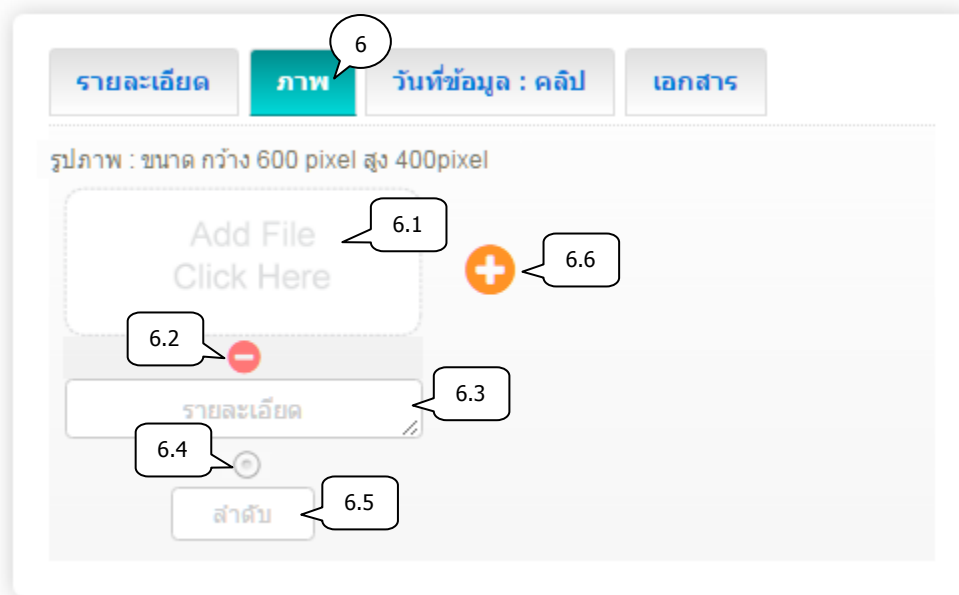 6
รายละเอียด ภาพ วันที่ข้อมูล : คลิป เอกสาร
รูปภาพ : ขนาด กว้าง 600 pixel สูง 400pixel
Add File
Click Here
6.1
6.6
6.2
รายละเอียด
6.3
6.4
ลำดับ
6.5